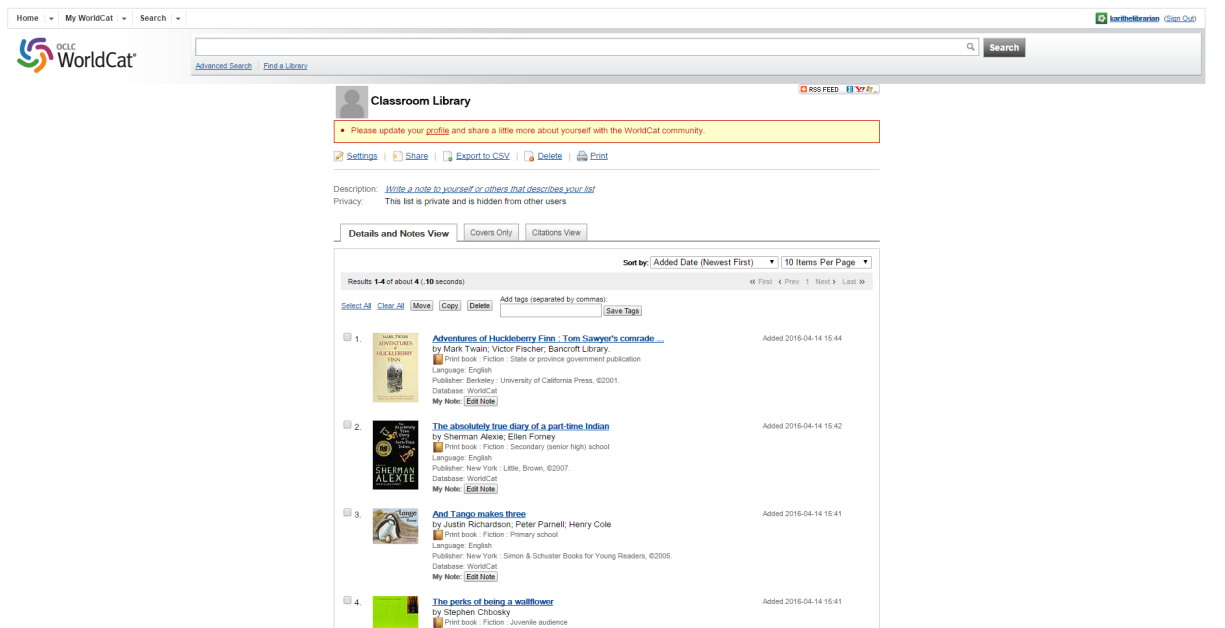 Home My WorldCat Search karithelibrarian (Sign Out)
OCLC
WorldCat
Search
Advanced Search Find a Library
RSS FEED
Classroom Library
Please update your profile and share a little more about yourself with the WorldCat community.
Settings | Share | Export to CSV | Delete | Print
Description: Write a note to yourself or others that describes your list
Privacy: This list is private and is hidden from other users
Details and Notes View Covers Only Citations View
Sort by: Added Date (Newest First) 10 Items Per Page
Results 1-4 of about 4 (.10 seconds) « First ‹ Prev 1 Next › Last »
Add tags (separated by commas):
Select All Clear All Move Copy Delete Save Tags
1. Adventures of Huckleberry Finn : Tom Sawyer's comrade ... Added 2016-04-14 15:44
by Mark Twain; Victor Fischer; Bancroft Library.
Print book : Fiction : State or province government publication
Language: English
Publisher: Berkeley : University of California Press, ©2001.
Database: WorldCat
My Note: Edit Note
MARK TWAIN
ADVENTURES
HUCKLEBERRY
FINN
2. The absolutely true diary of a part-time Indian Added 2016-04-14 15:42
by Sherman Alexie; Ellen Forney
Print book : Fiction : Secondary (senior high) school
Language: English
Publisher: New York : Little, Brown, ©2007.
Database: WorldCat
My Note: Edit Note
SHERMAN
ALEXIE
3. And Tango makes three Added 2016-04-14 15:41
by Justin Richardson; Peter Parnell; Henry Cole
Print book : Fiction : Primary school
Language: English
Publisher: New York : Simon & Schuster Books for Young Readers, ©2005.
Database: WorldCat
My Note: Edit Note
4. The perks of being a wallflower Added 2016-04-14 15:41
by Stephen Chbosky
Print book : Fiction : Juvenile audience